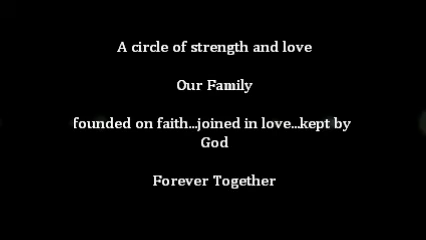 A circle of strength and love
Our Family
founded on faith...joined in love...kept by
God
Forever Together